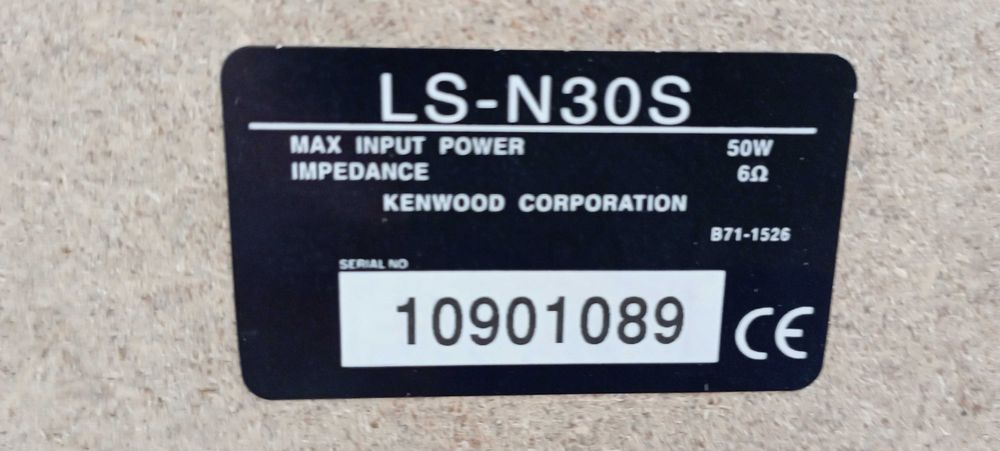 LS-N30S
MAX INPUT POWER 50W
IMPEDANCE 6Ω
KENWOOD CORPORATION
B71-1526
SERIAL NO
10901089
CE